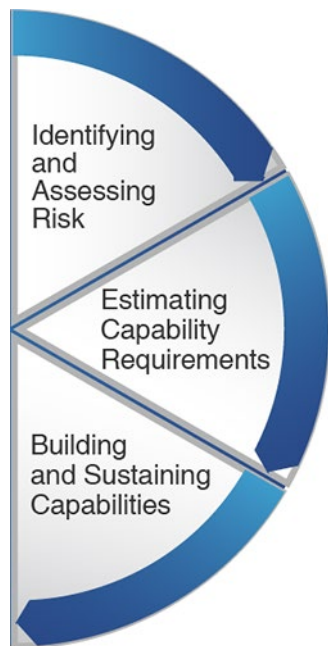 Identifying
and
Assessing
Risk
Estimating
Capability
Requirements
Building
and Sustaining
Capabilities